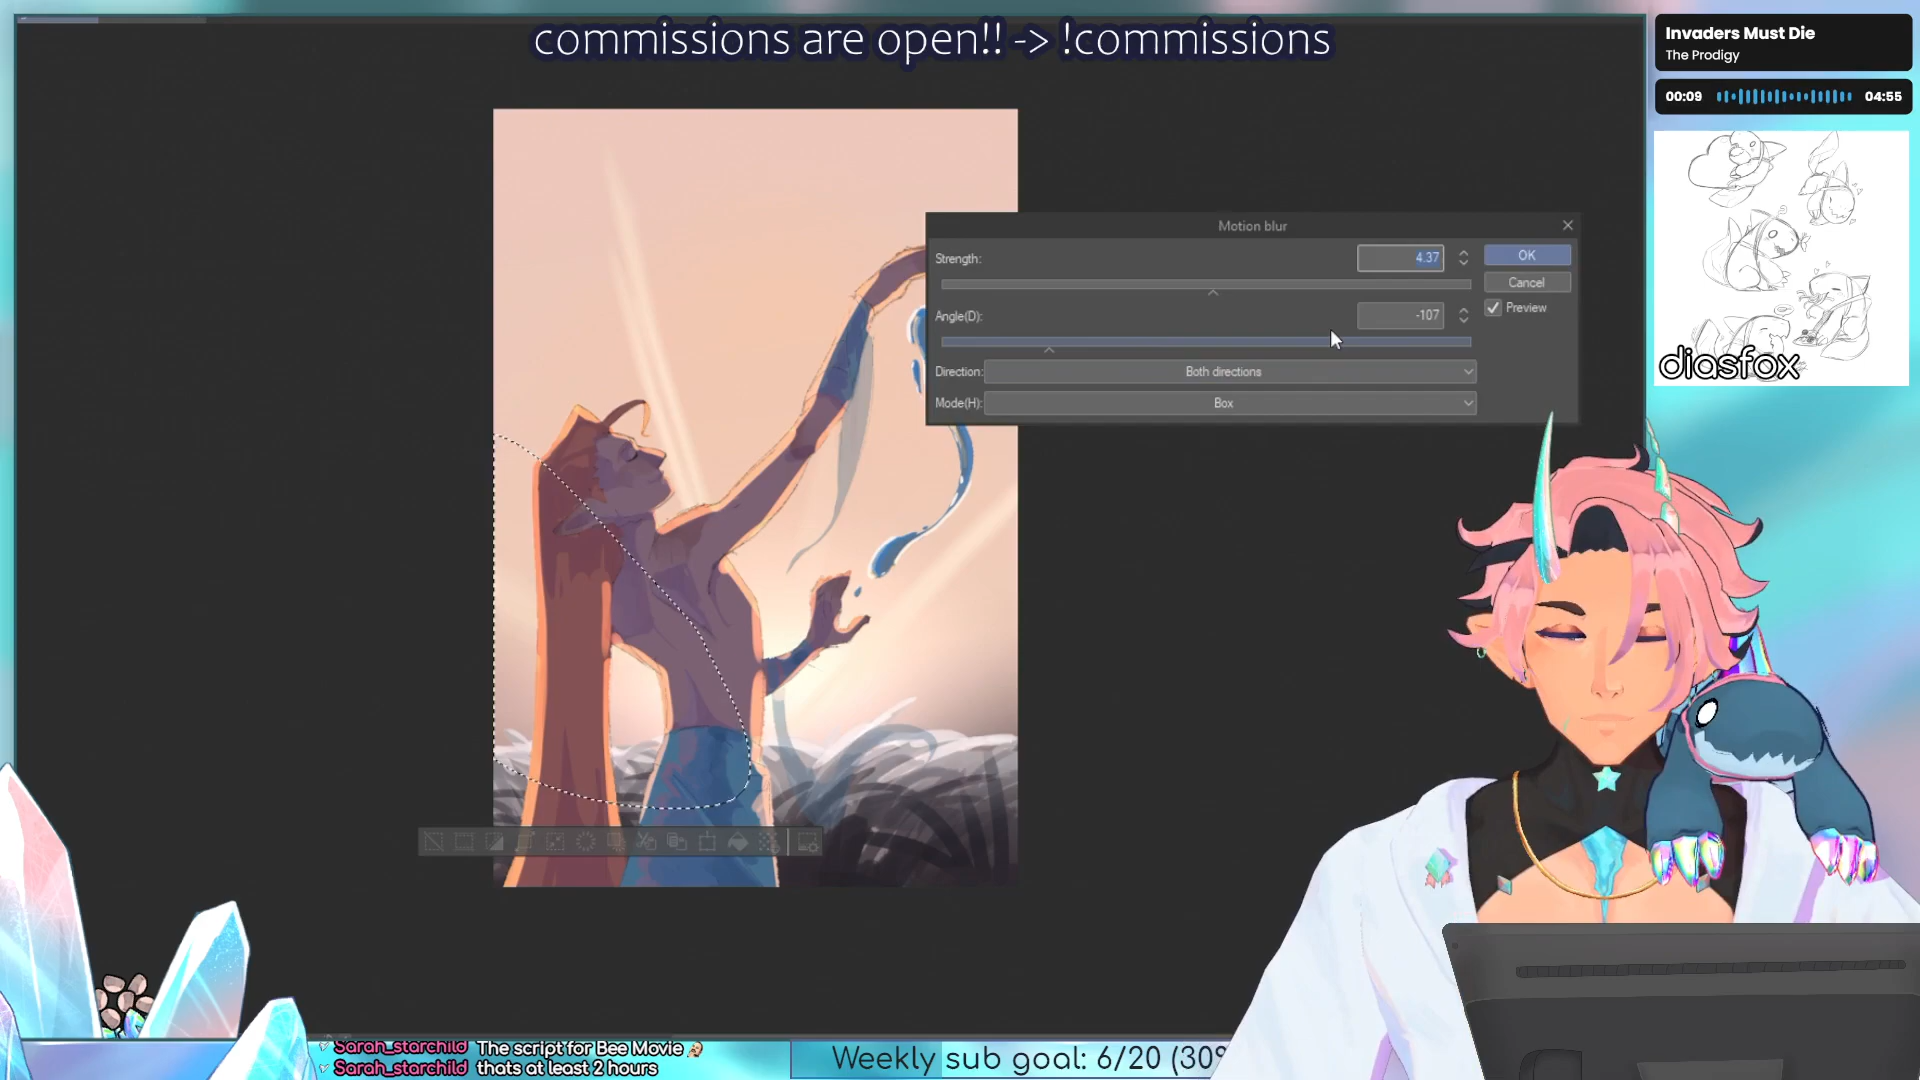 commissions are open!! -> !commissions
Invaders Must Die
The Prodigy
00:09
04:55
Motion blur
Strength:
4.37
OK
Cancel
Angle(D):
-107
Preview
Direction:
Both directions
Mode(H):
Box
diasfox
Sarah_starchild The script for Bee Movie
Sarah_starchild thats at least 2 hours
Weekly sub goal: 6/20 (30%